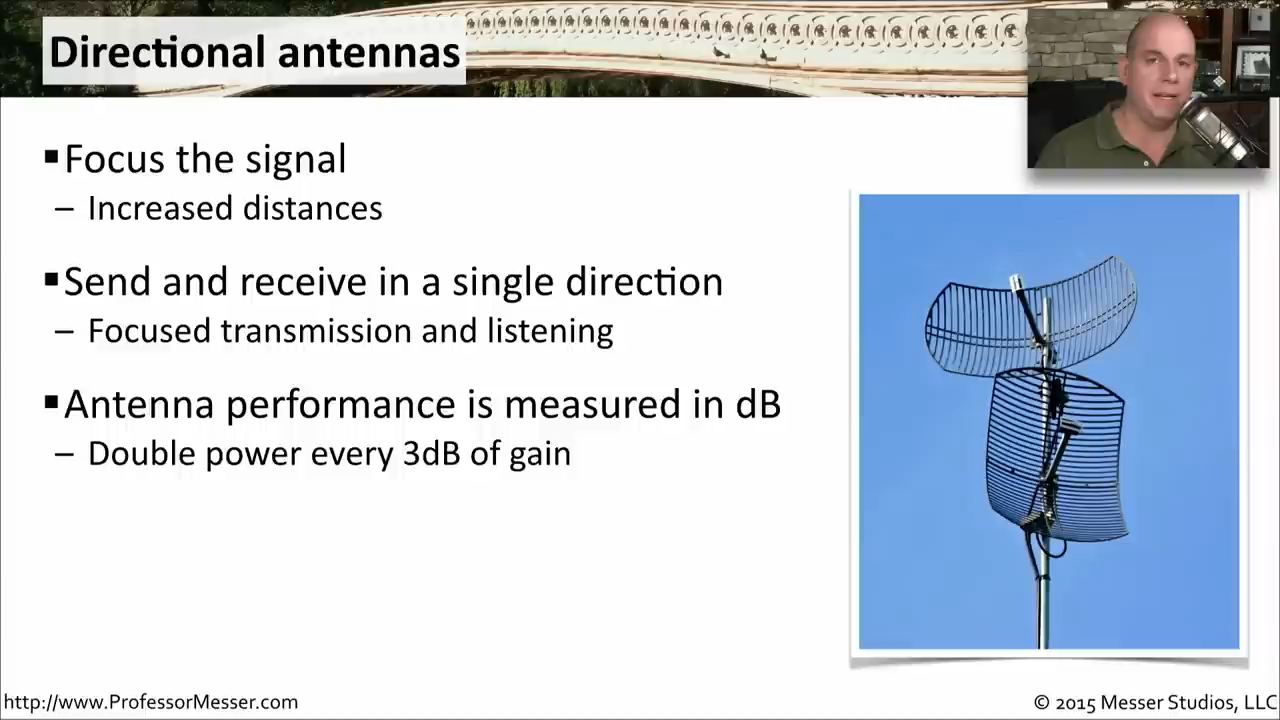 Directional antennas
▪Focus the signal
– Increased distances
▪Send and receive in a single direction
– Focused transmission and listening
▪Antenna performance is measured in dB
– Double power every 3dB of gain
http://www.ProfessorMesser.com
© 2015 Messer Studios, LLC